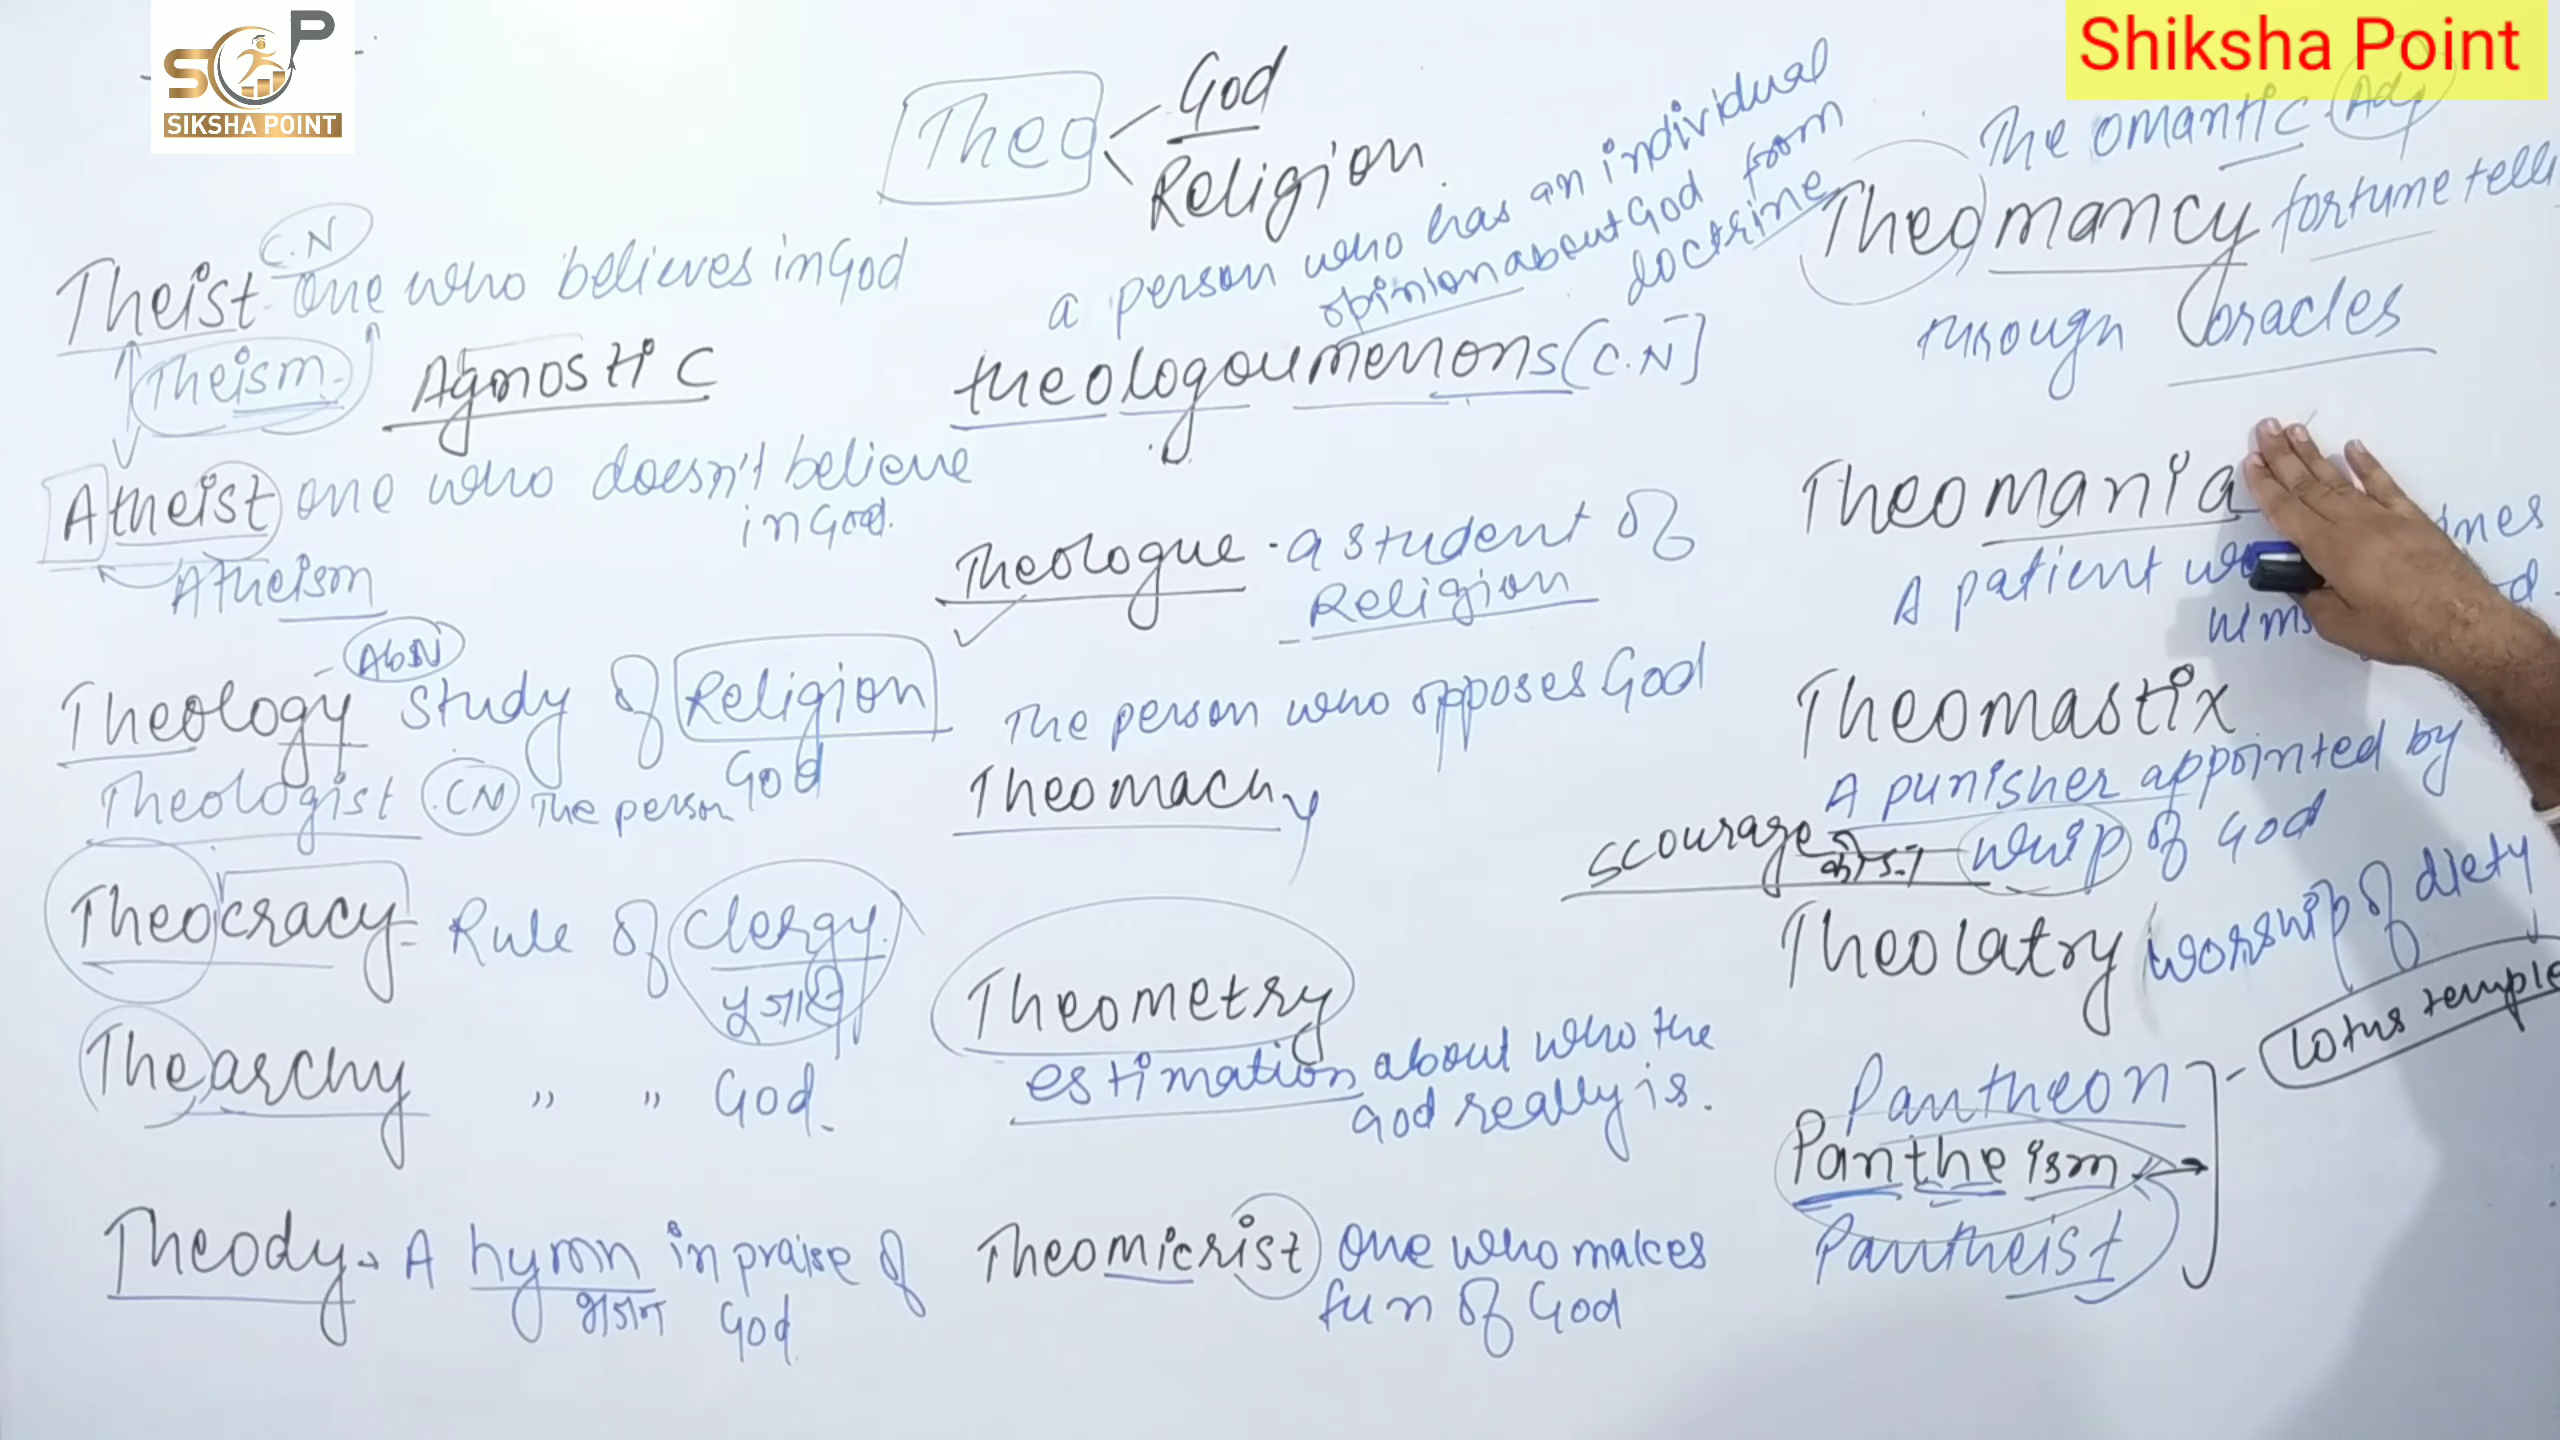 SP
SIKSHA POINT
Shiksha Point
Theo
God
Religion
C.N
Theist - one who believes in God
Theism
Agnostic
Atheist one who doesn't believe
in God.
Atheism
AbN
Theology study of Religion
God
Theologist C.N The person
Theocracy = Rule of clergy
पुजारी
Thearchy " " God.
Theody → A hymn in praise of
भजन God
a person who has an individual
opinion about God from
doctrine
theologoumenons (C.N]
Theologue - a student of
Religion
The person who opposes God
Theomachy
Theometry
estimation about who the
God really is.
Theomicrist one who makes
fun of God
Theomantic Adj
Theomancy fortune tell
through oracles
Theomania
A patient
Theomastix
A punisher appointed by
scourage whip of God
Theolatry worship of diety
Lotus temple
Pantheon
Pantheism
Pantheist